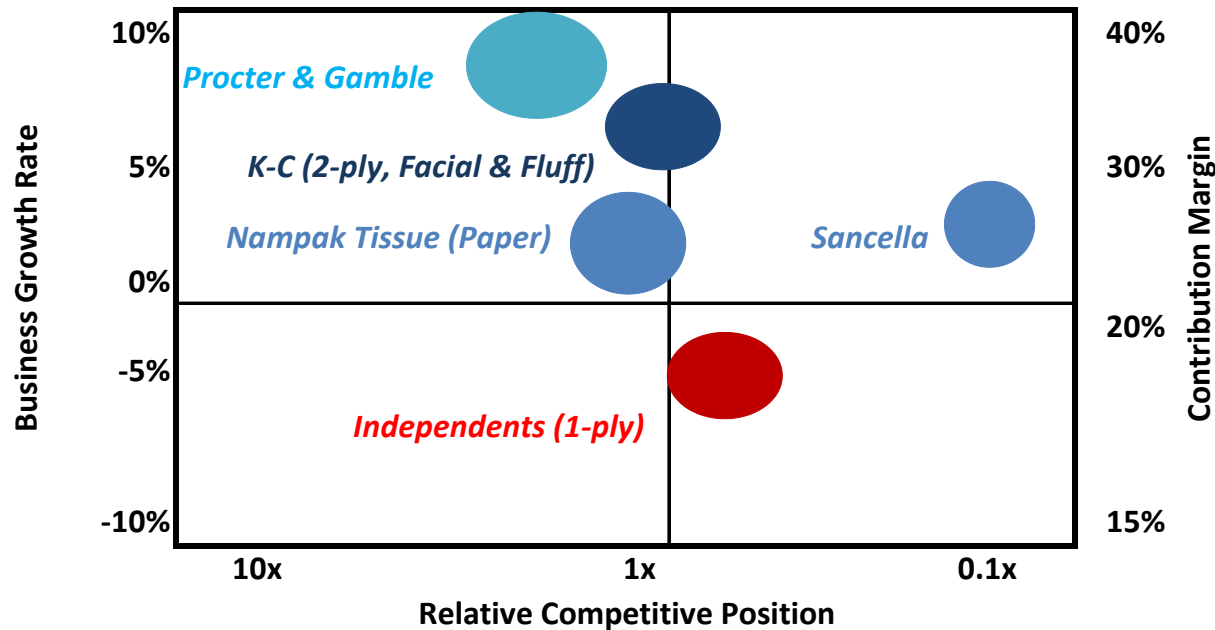 10%
40%
Procter & Gamble
5%
K-C (2-ply, Facial & Fluff)
30%
Nampak Tissue (Paper)
Sancella
0%
20%
-5%
Independents (1-ply)
-10%
15%
Business Growth Rate
Contribution Margin
10x
1x
0.1x
Relative Competitive Position